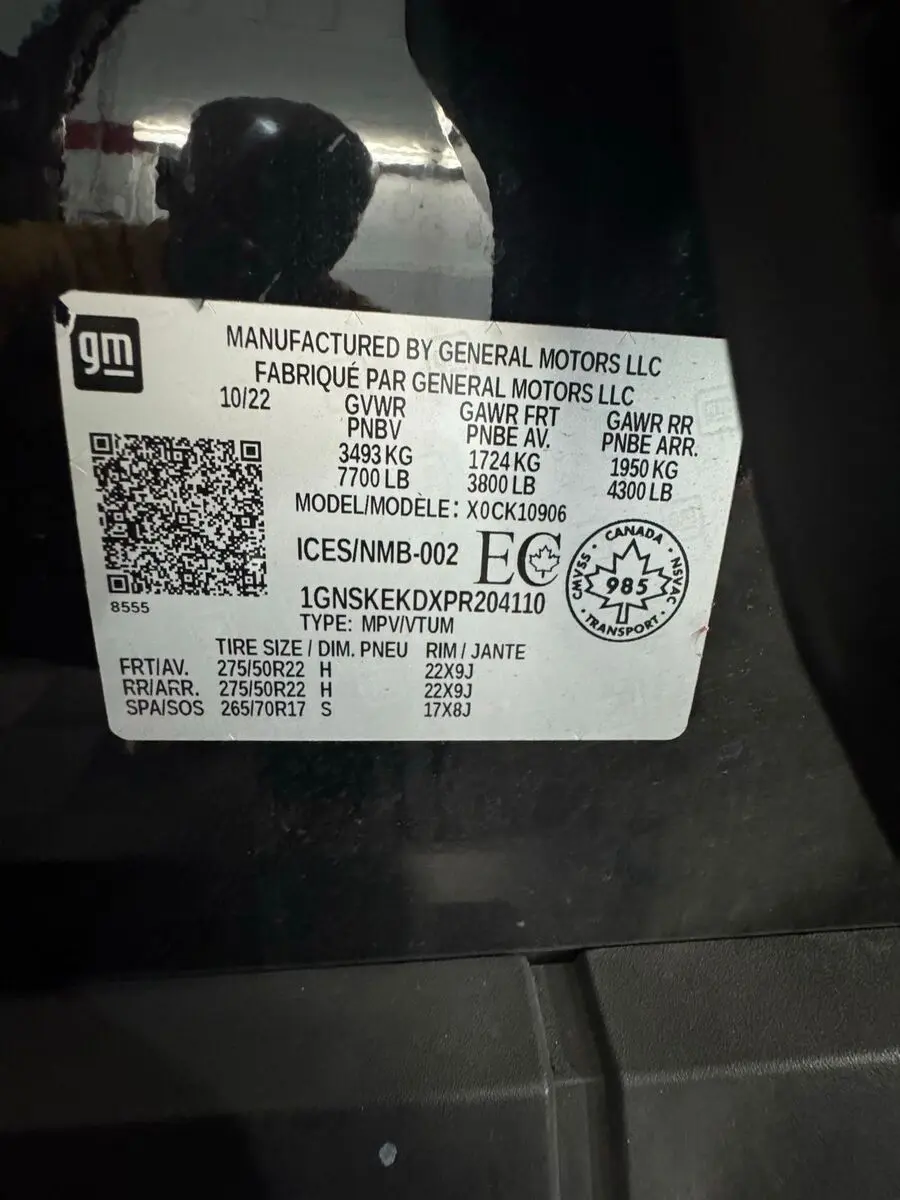 gm
MANUFACTURED BY GENERAL MOTORS LLC
FABRIQUÉ PAR GENERAL MOTORS LLC
10/22
GVWR GAWR FRT GAWR RR
PNBV PNBE AV. PNBE ARR.
3493 KG 1724 KG 1950 KG
7700 LB 3800 LB 4300 LB
MODEL/MODÈLE: X0CK10906
ICES/NMB-002 EC
CANADA
CMVSS 985 NSVAC
TRANSPORT
8555
1GNSKEKDXPR204110
TYPE: MPV/VTUM
TIRE SIZE / DIM. PNEU RIM / JANTE
FRT/AV. 275/50R22 H 22X9J
RR/ARR. 275/50R22 H 22X9J
SPA/SOS 265/70R17 S 17X8J